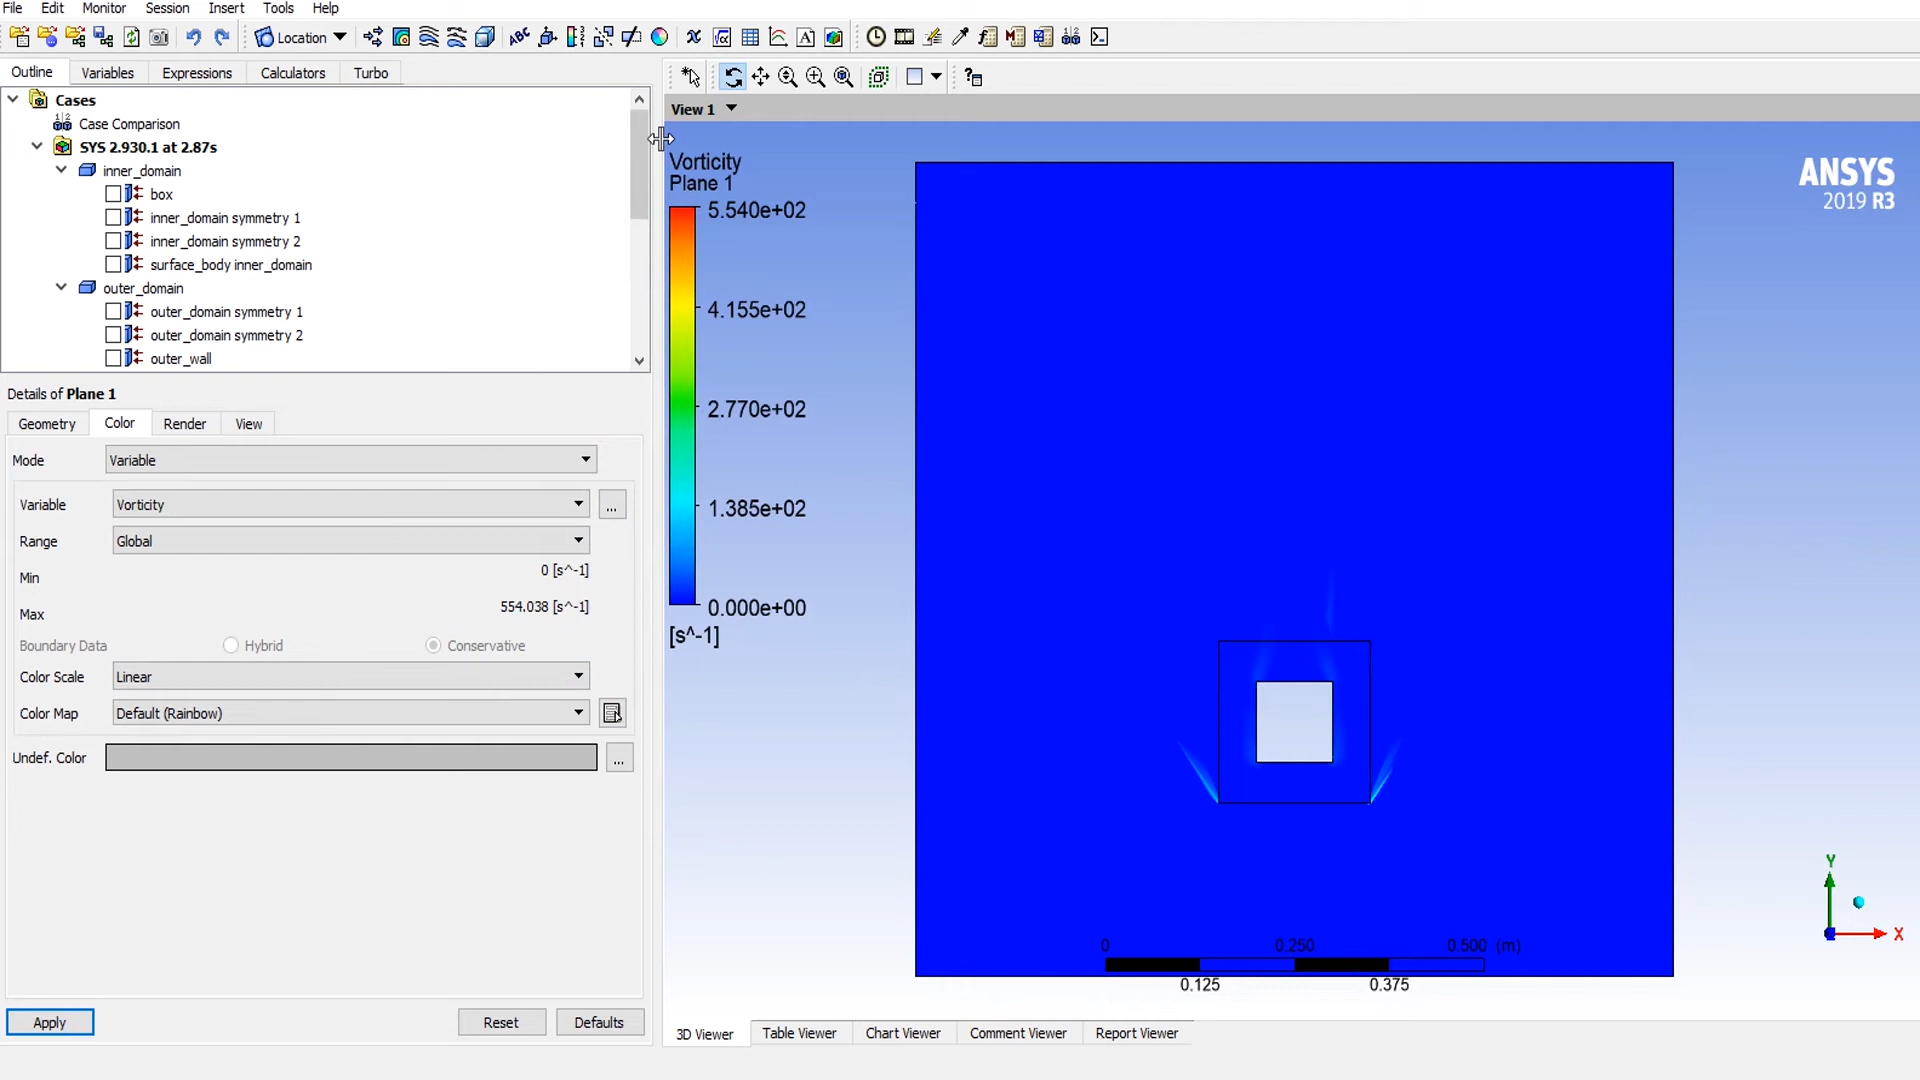 File Edit Monitor Session Insert Tools Help
Location
Outline Variables Expressions Calculators Turbo
Cases
Case Comparison
SYS 2.930.1 at 2.87s
inner_domain
box
inner_domain symmetry 1
inner_domain symmetry 2
surface_body inner_domain
outer_domain
outer_domain symmetry 1
outer_domain symmetry 2
outer_wall
Details of Plane 1
Geometry Color Render View
Mode Variable
Variable Vorticity ...
Range Global
Min 0 [s^-1]
Max 554.038 [s^-1]
Boundary Data Hybrid Conservative
Color Scale Linear
Color Map Default (Rainbow)
Undef. Color ...
Apply Reset Defaults
View 1
Vorticity
Plane 1
5.540e+02
4.155e+02
2.770e+02
1.385e+02
0.000e+00
[s^-1]
ANSYS
2019 R3
Y
X
0 0.250 0.500 (m)
0.125 0.375
3D Viewer Table Viewer Chart Viewer Comment Viewer Report Viewer